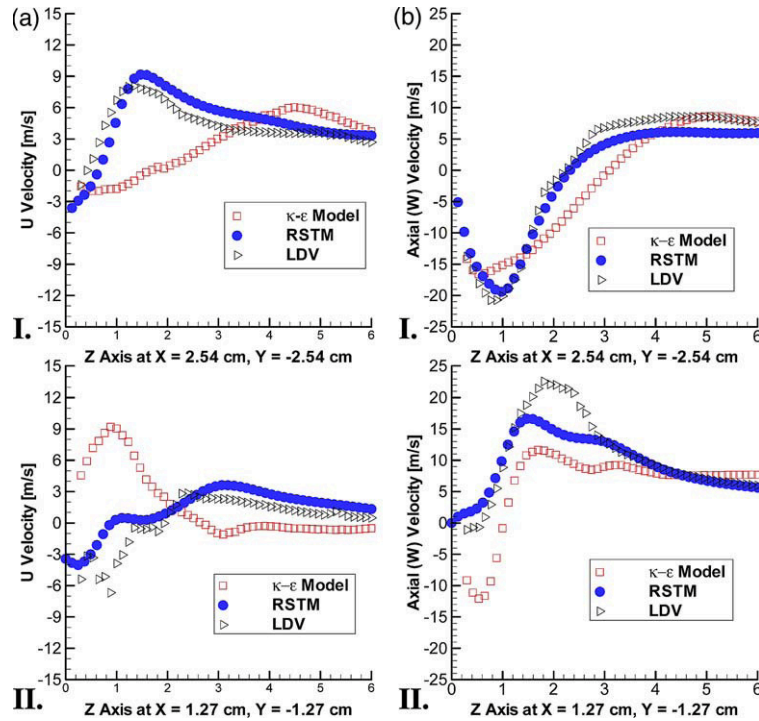 (a)
15
12
9
6
3
0
-3
-6
-9
-12
-15
U Velocity [m/s]
κ-ε Model
RSTM
LDV
0 1 2 3 4 5 6
Z Axis at X = 2.54 cm, Y = -2.54 cm
I.
(b)
25
20
15
10
5
0
-5
-10
-15
-20
-25
Axial (W) Velocity [m/s]
κ-ε Model
RSTM
LDV
0 1 2 3 4 5 6
Z Axis at X = 2.54 cm, Y = -2.54 cm
I.
15
12
9
6
3
0
-3
-6
-9
-12
-15
U Velocity [m/s]
κ-ε Model
RSTM
LDV
0 1 2 3 4 5 6
Z Axis at X = 1.27 cm, Y = -1.27 cm
II.
25
20
15
10
5
0
-5
-10
-15
-20
-25
Axial (W) Velocity [m/s]
κ-ε Model
RSTM
LDV
0 1 2 3 4 5 6
Z Axis at X = 1.27 cm, Y = -1.27 cm
II.